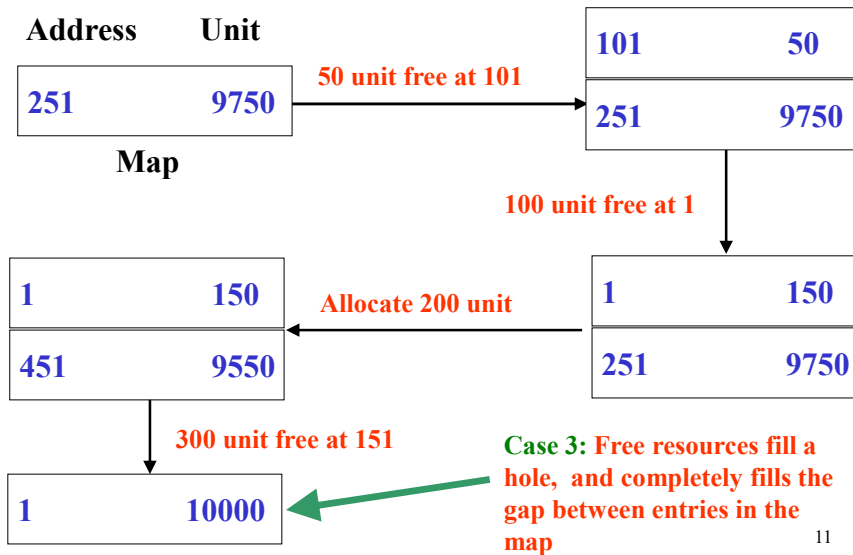 Address Unit
251 9750
Map
50 unit free at 101
101 50
251 9750
100 unit free at 1
1 150
251 9750
Allocate 200 unit
1 150
451 9550
300 unit free at 151
1 10000
Case 3: Free resources fill a
hole, and completely fills the
gap between entries in the
map
11